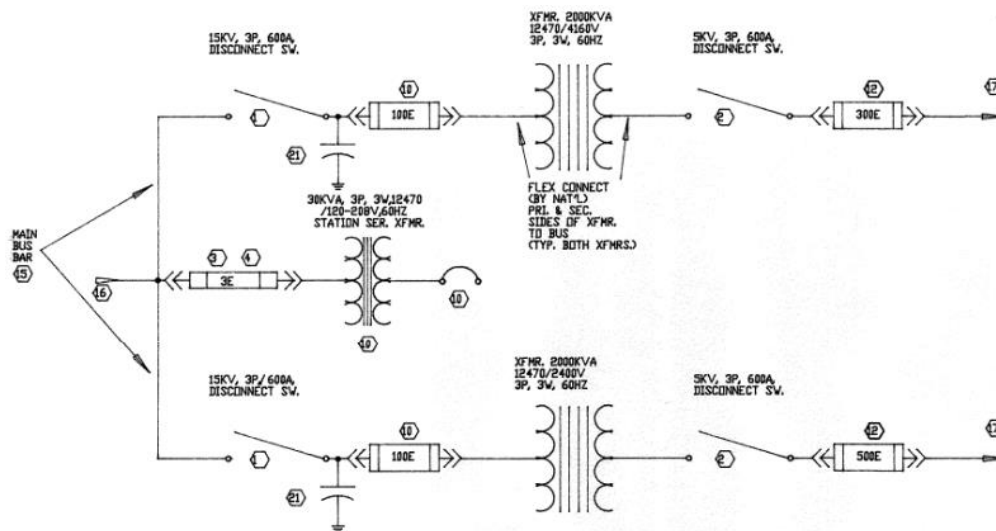 XFMR. 2000KVA
12470/4160V
3P, 3W, 60HZ
15KV, 3P, 600A,
DISCONNECT SW.
5KV, 3P, 600A,
DISCONNECT SW.
10
12
17
1
100E
2
300E
21
FLEX CONNECT
(BY NAT'L)
PRI. & SEC.
SIDES OF XFMR.
TO BUS
(TYP. BOTH XFMRS.)
30KVA, 3P, 3W,12470
/120-208V,60HZ
STATION SER. XFMR.
MAIN
BUS
BAR
15
3
4
16
3E
10
10
XFMR. 2000KVA
12470/2400V
3P, 3W, 60HZ
15KV, 3P, 600A,
DISCONNECT SW.
5KV, 3P, 600A,
DISCONNECT SW.
10
12
17
1
100E
2
500E
21